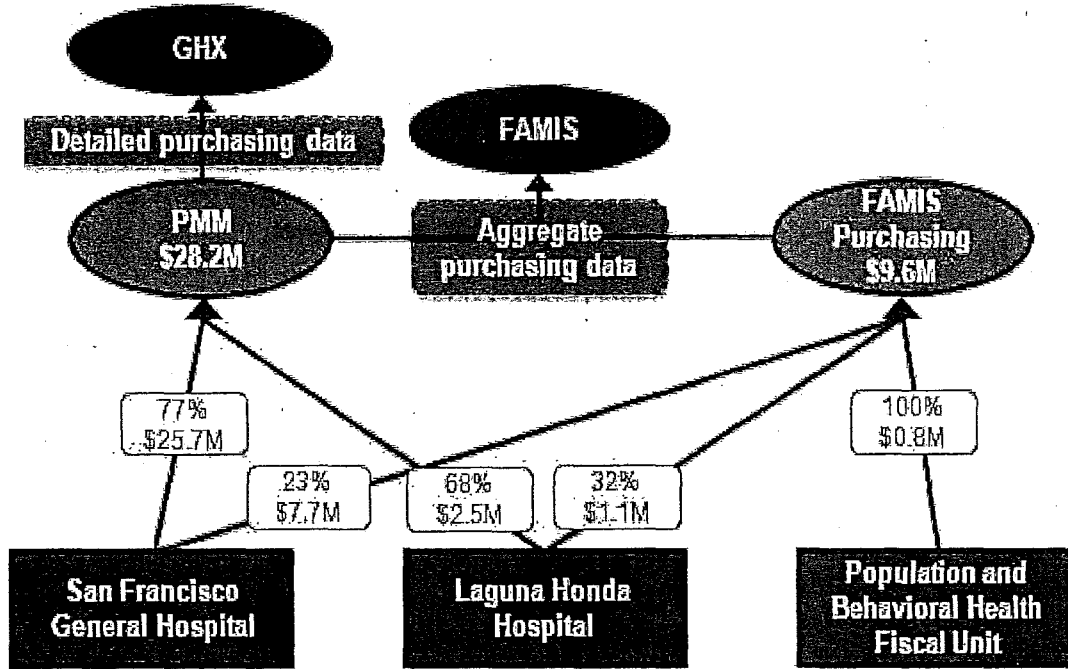 GHX
Detailed purchasing data
FAMIS
PMM
$28.2M
Aggregate
purchasing data
FAMIS
Purchasing
$9.6M
77%
$25.7M
23%
$7.7M
68%
$2.5M
32%
$1.1M
100%
$0.8M
San Francisco
General Hospital
Laguna Honda
Hospital
Population and
Behavioral Health
Fiscal Unit